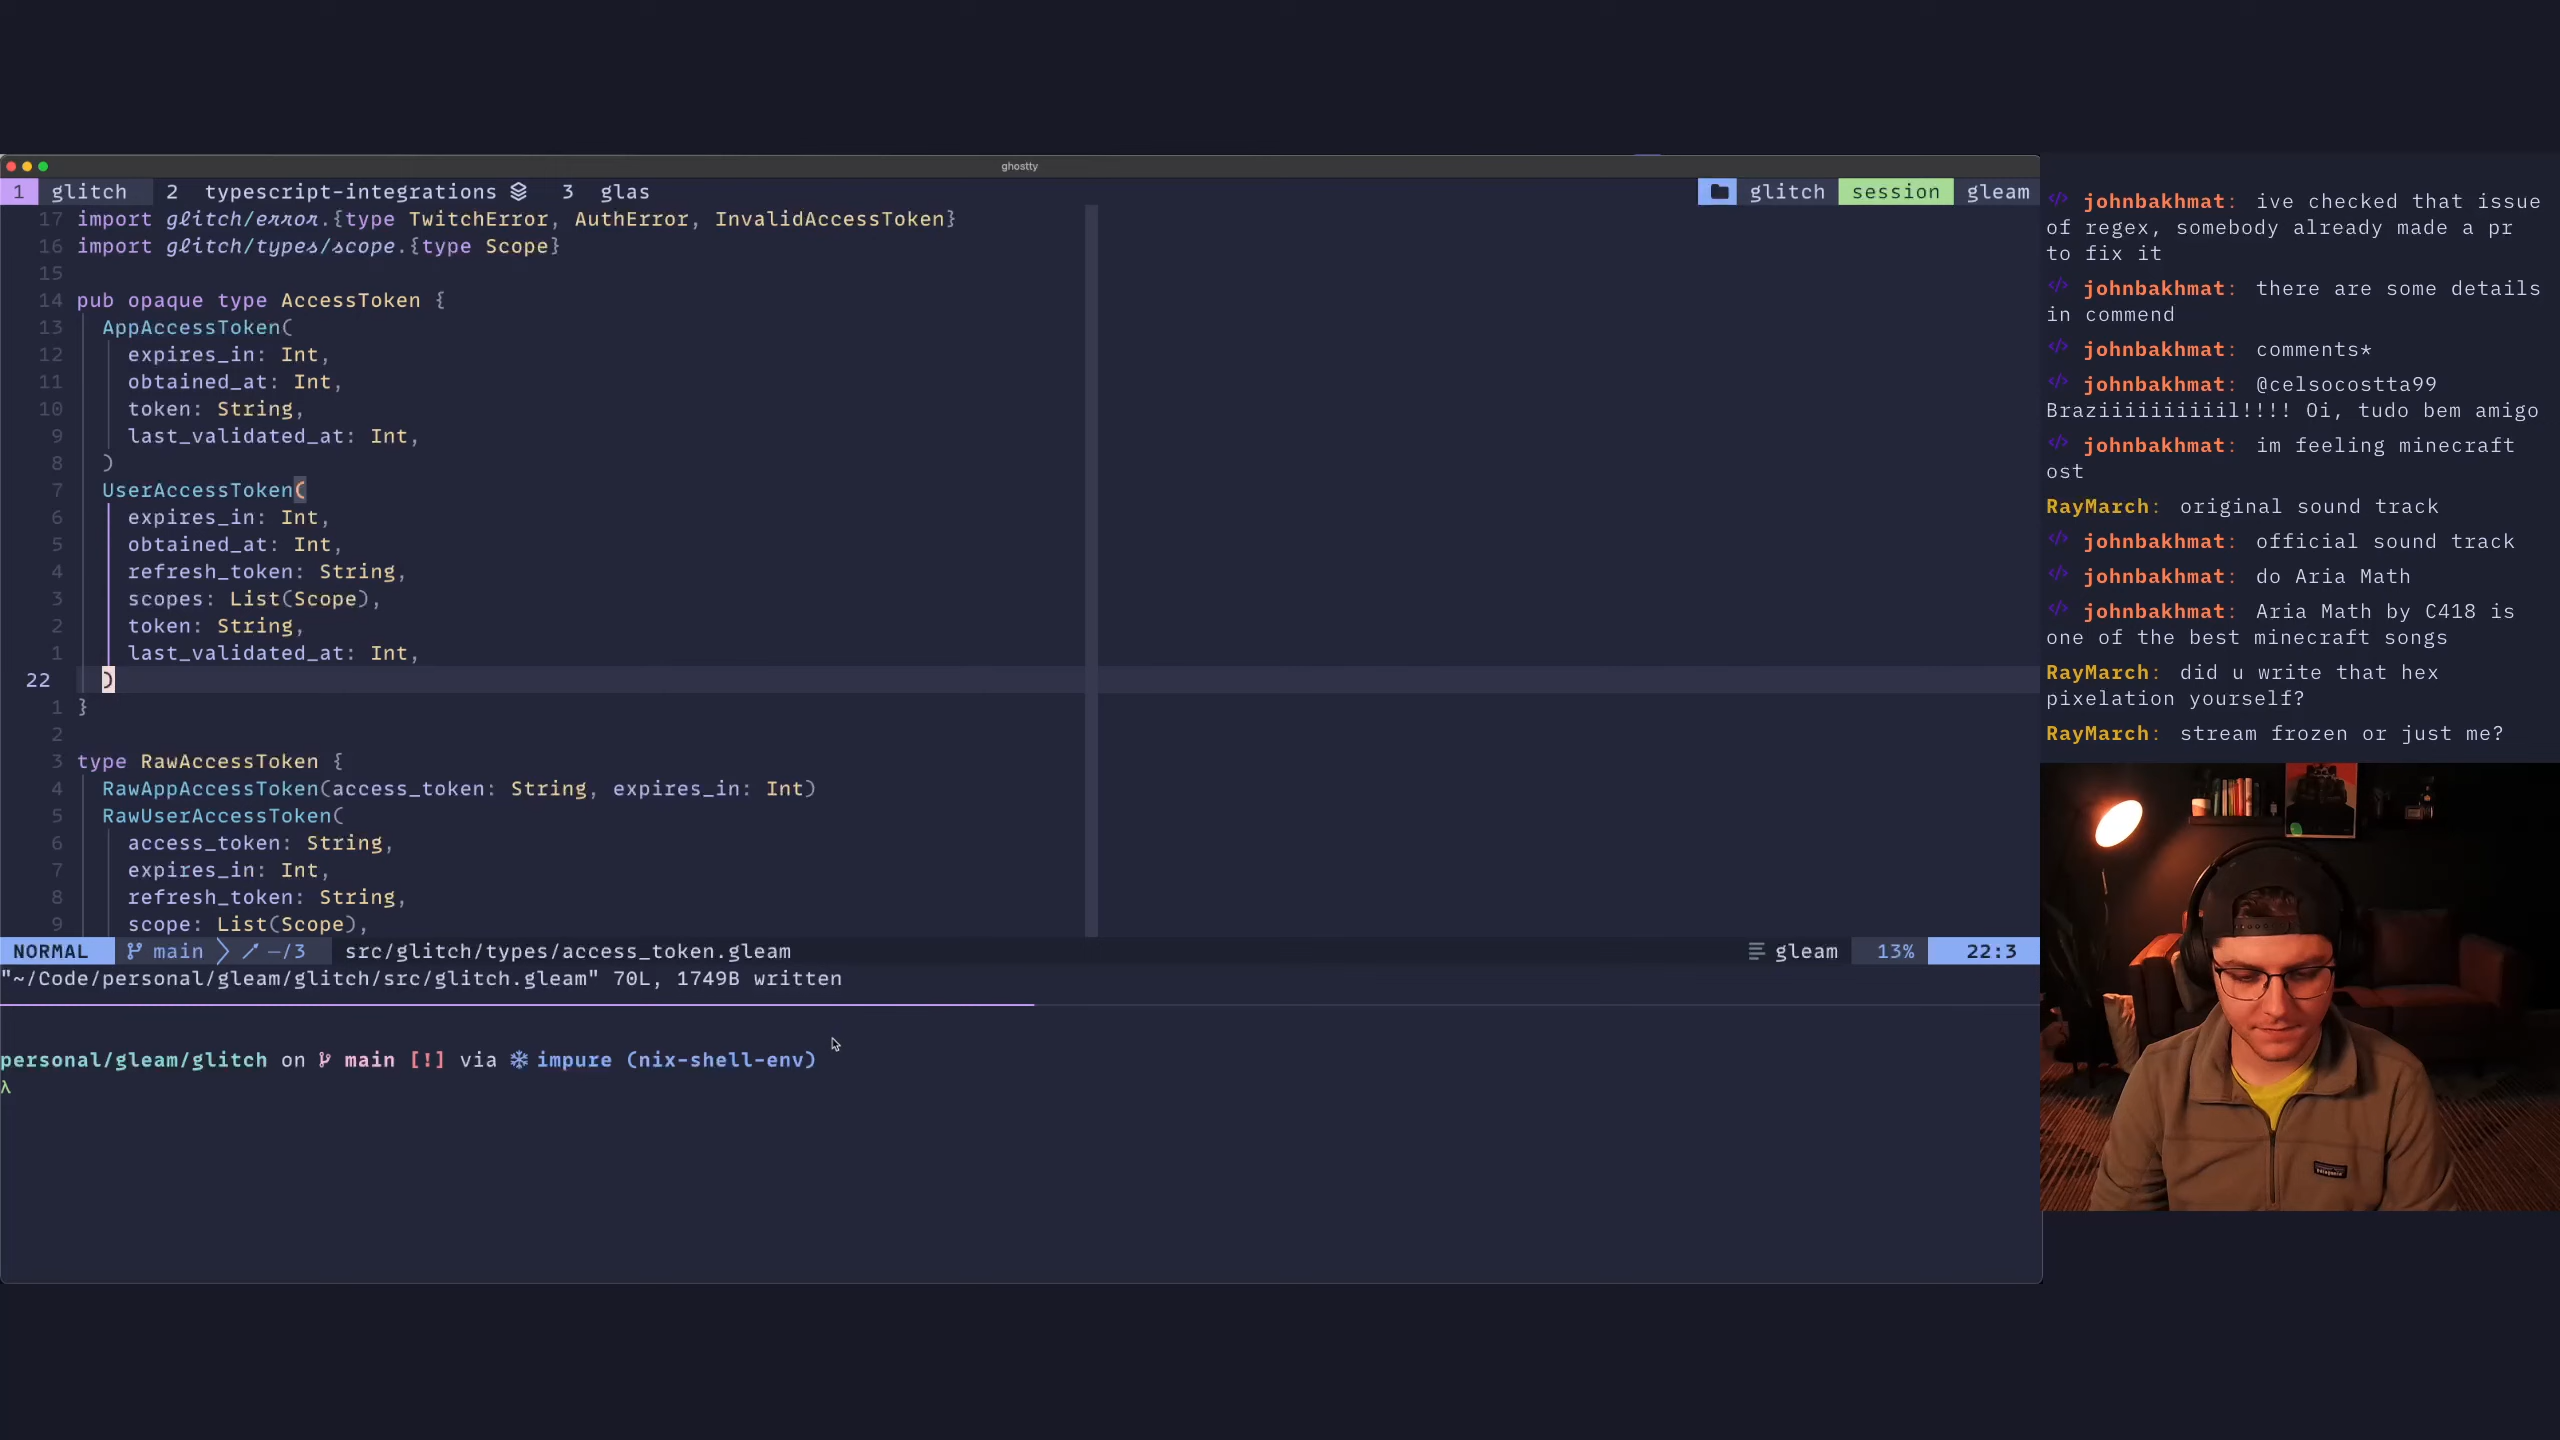 ghostty
1 glitch 2 typescript-integrations 3 glas glitch session gleam
17 import glitch/error.{type TwitchError, AuthError, InvalidAccessToken}
16 import glitch/types/scope.{type Scope}
15
14 pub opaque type AccessToken {
13 AppAccessToken(
12 expires_in: Int,
11 obtained_at: Int,
10 token: String,
9 last_validated_at: Int,
8 )
7 UserAccessToken(
6 expires_in: Int,
5 obtained_at: Int,
4 refresh_token: String,
3 scopes: List(Scope),
2 token: String,
1 last_validated_at: Int,
22 )
1 }
2
3 type RawAccessToken {
4 RawAppAccessToken(access_token: String, expires_in: Int)
5 RawUserAccessToken(
6 access_token: String,
7 expires_in: Int,
8 refresh_token: String,
9 scope: List(Scope),
NORMAL main −/3 src/glitch/types/access_token.gleam gleam 13% 22:3
"~/Code/personal/gleam/glitch/src/glitch.gleam" 70L, 1749B written
personal/gleam/glitch on main [!] via impure (nix-shell-env)
λ
johnbakhmat: ive checked that issue
of regex, somebody already made a pr
to fix it
johnbakhmat: there are some details
in commend
johnbakhmat: comments*
johnbakhmat: @celsocostta99
Braziiiiiiiiiil!!!! Oi, tudo bem amigo
johnbakhmat: im feeling minecraft
ost
RayMarch: original sound track
johnbakhmat: official sound track
johnbakhmat: do Aria Math
johnbakhmat: Aria Math by C418 is
one of the best minecraft songs
RayMarch: did u write that hex
pixelation yourself?
RayMarch: stream frozen or just me?